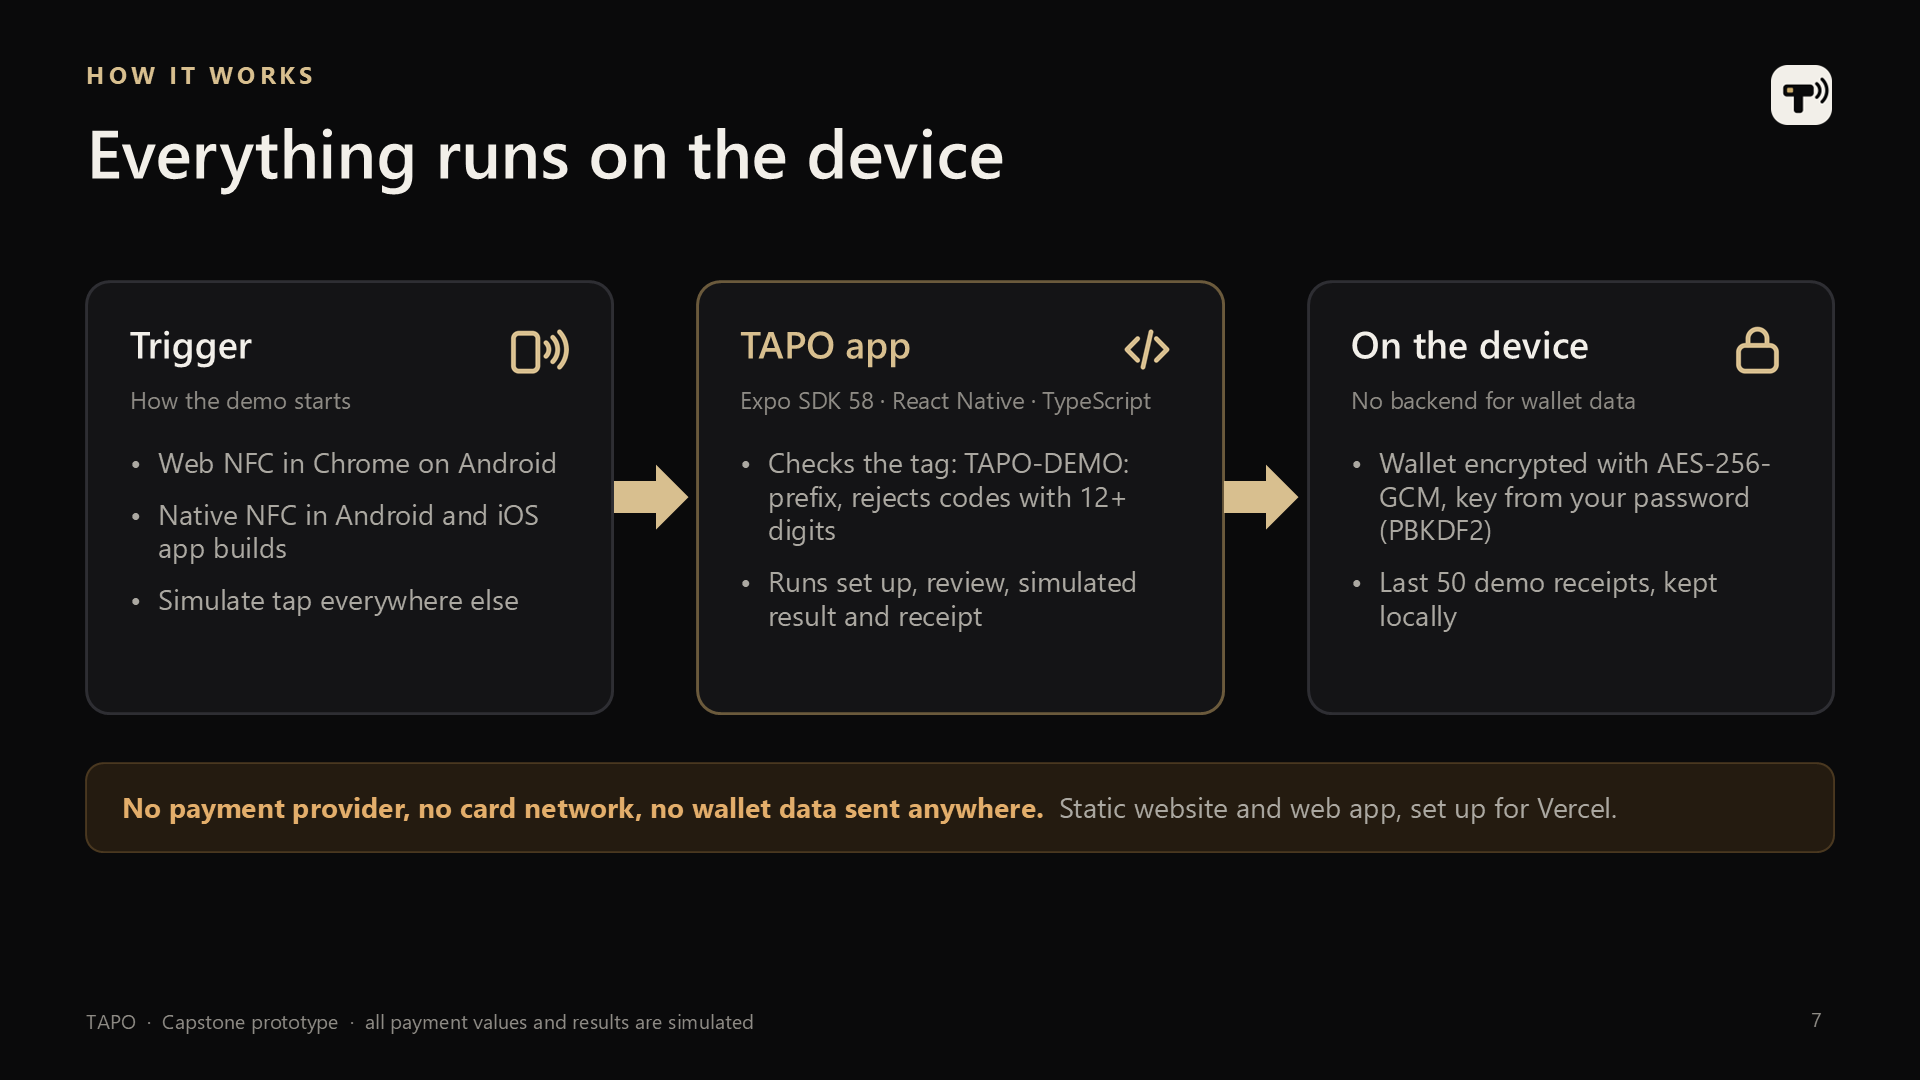 HOW IT WORKS
Everything runs on the device
Trigger
How the demo starts
• Web NFC in Chrome on Android
• Native NFC in Android and iOS
app builds
• Simulate tap everywhere else
TAPO app
Expo SDK 58 · React Native · TypeScript
• Checks the tag: TAPO-DEMO:
prefix, rejects codes with 12+
digits
• Runs set up, review, simulated
result and receipt
On the device
No backend for wallet data
• Wallet encrypted with AES-256-
GCM, key from your password
(PBKDF2)
• Last 50 demo receipts, kept
locally
No payment provider, no card network, no wallet data sent anywhere. Static website and web app, set up for Vercel.
TAPO · Capstone prototype · all payment values and results are simulated
7